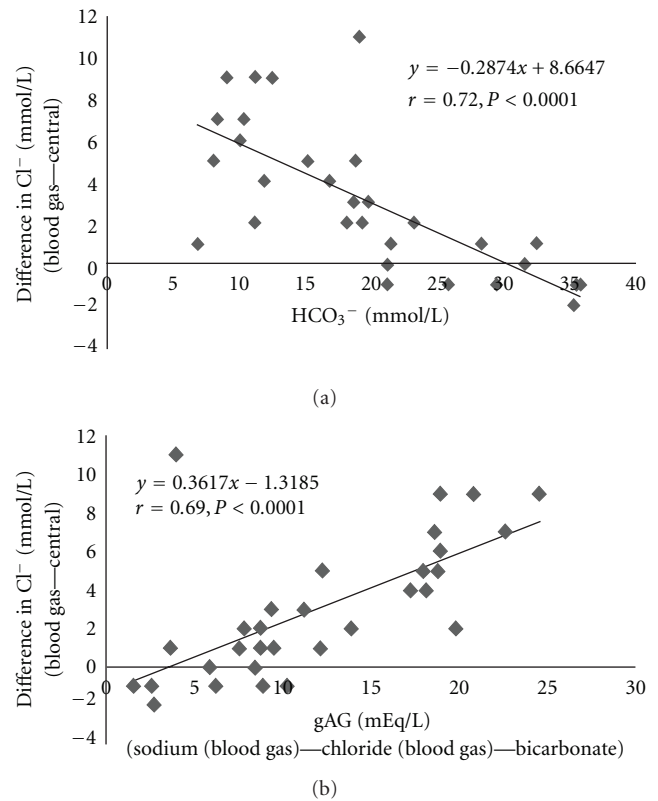 12
10
8
6
4
2
0
−2
−4
0
5
10
15
20
25
30
35
40
Difference in Cl⁻ (mmol/L)
(blood gas—central)
y = −0.2874x + 8.6647
r = 0.72, P < 0.0001
HCO₃⁻ (mmol/L)
(a)
12
10
8
6
4
2
0
−2
−4
0
5
10
15
20
25
30
Difference in Cl⁻ (mmol/L)
(blood gas—central)
y = 0.3617x − 1.3185
r = 0.69, P < 0.0001
gAG (mEq/L)
(sodium (blood gas)—chloride (blood gas)—bicarbonate)
(b)